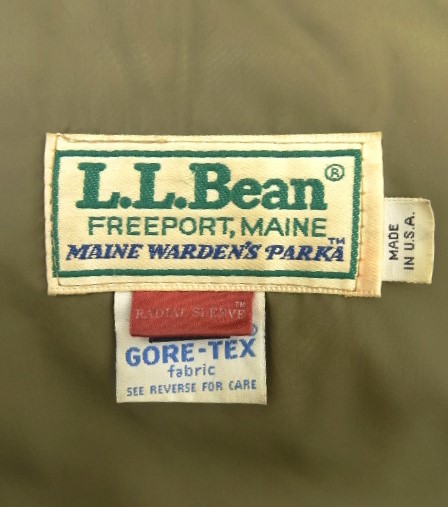 L.L.Bean®
FREEPORT, MAINE
MAINE WARDEN'S PARKA™
MADE
IN U.S.A.
RADIAL SLEEVE™
®
GORE-TEX
fabric
SEE REVERSE FOR CARE